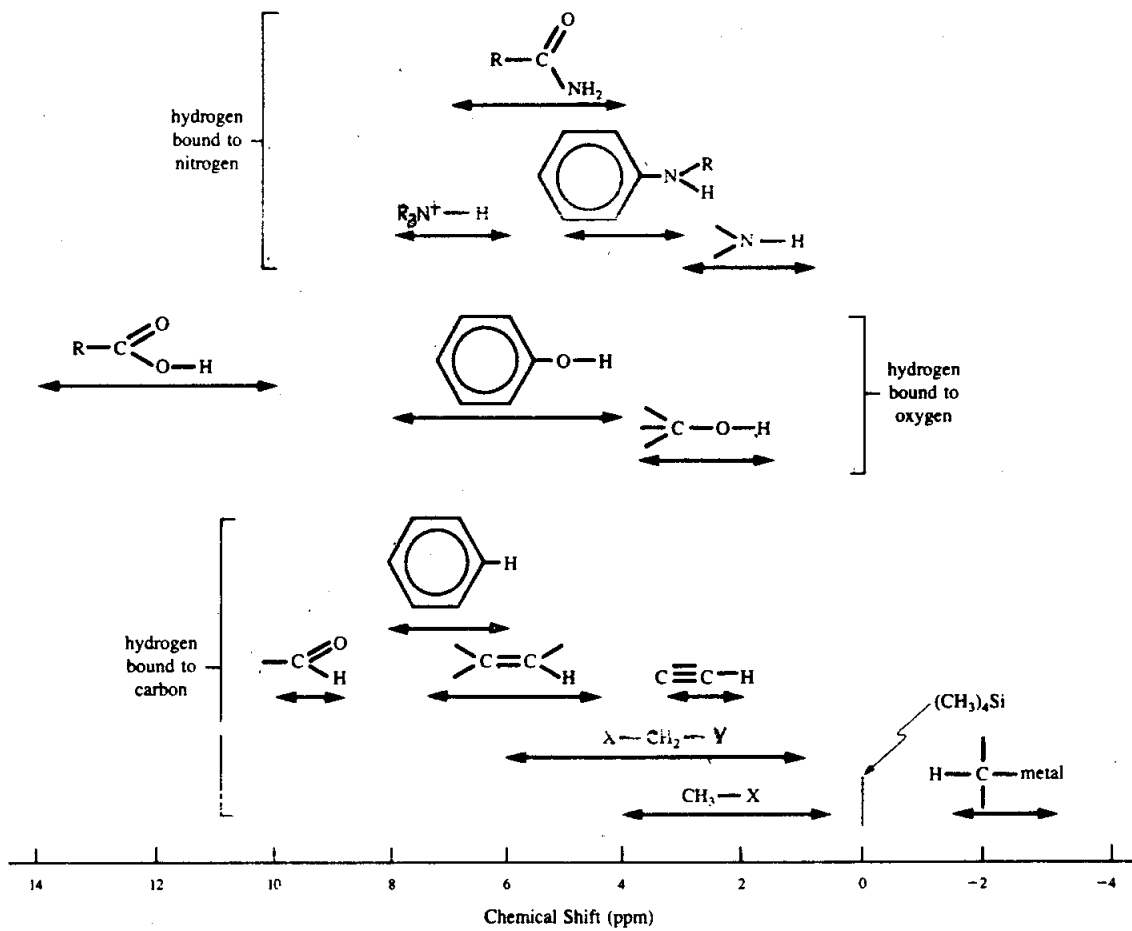 O
R—C
NH₂
hydrogen
bound to
nitrogen
N
R
H
R₃N⁺—H
N—H
R—C
O
O—H
O—H
hydrogen
bound to
oxygen
C—O—H
H
hydrogen
bound to
carbon
C
O
H
C=C
H
C≡C—H
(CH₃)₄Si
X—CH₂—Y
H—C—metal
CH₃—X
14 12 10 8 6 4 2 0 −2 −4
Chemical Shift (ppm)